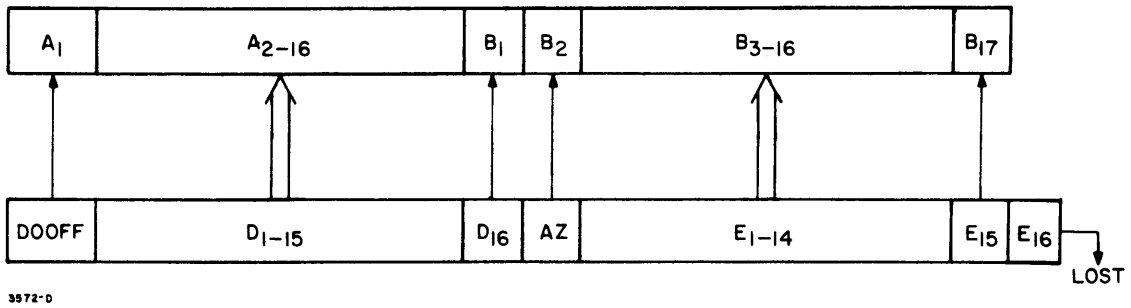 A1 A2-16 B1 B2 B3-16 B17
DOOFF D1-15 D16 AZ E1-14 E15 E16
LOST
3572-D